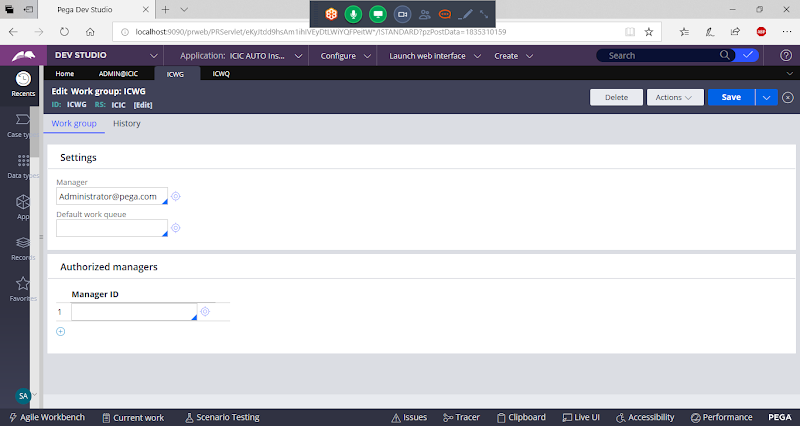 Pega Dev Studio
localhost:9090/prweb/PRServlet/eKyJtdd9hsAm1ihlVEyDtLWiYQFPeitW*/!STANDARD?pzPostData=1835310159
DEV STUDIO
Application: ICIC AUTO Ins...
Configure
Launch web interface
Create
Search
Recents
Home
ADMIN@ICIC
ICWG
ICWQ
Edit Work group: ICWG
ID: ICWG RS: ICIC [Edit]
Delete
Actions
Save
Work group
History
Case ty
Data typ
App
Record
Favorit
Settings
Manager
Administrator@pega.com
Default work queue
Authorized managers
Manager ID
1
SA
Agile Workbench
Current work
Scenario Testing
Issues
Tracer
Clipboard
Live UI
Accessibility
Performance
PEGA